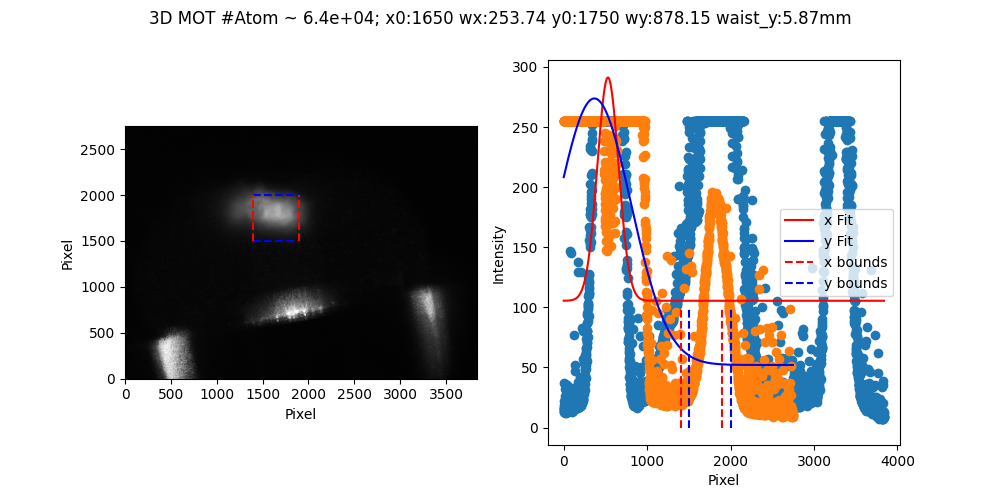 3D MOT #Atom ~ 6.4e+04; x0:1650 wx:253.74 y0:1750 wy:878.15 waist_y:5.87mm
Pixel
2500
2000
1500
1000
500
0
0 500 1000 1500 2000 2500 3000 3500
Pixel
Intensity
300
250
200
150
100
50
0
x Fit
y Fit
x bounds
y bounds
0 1000 2000 3000 4000
Pixel